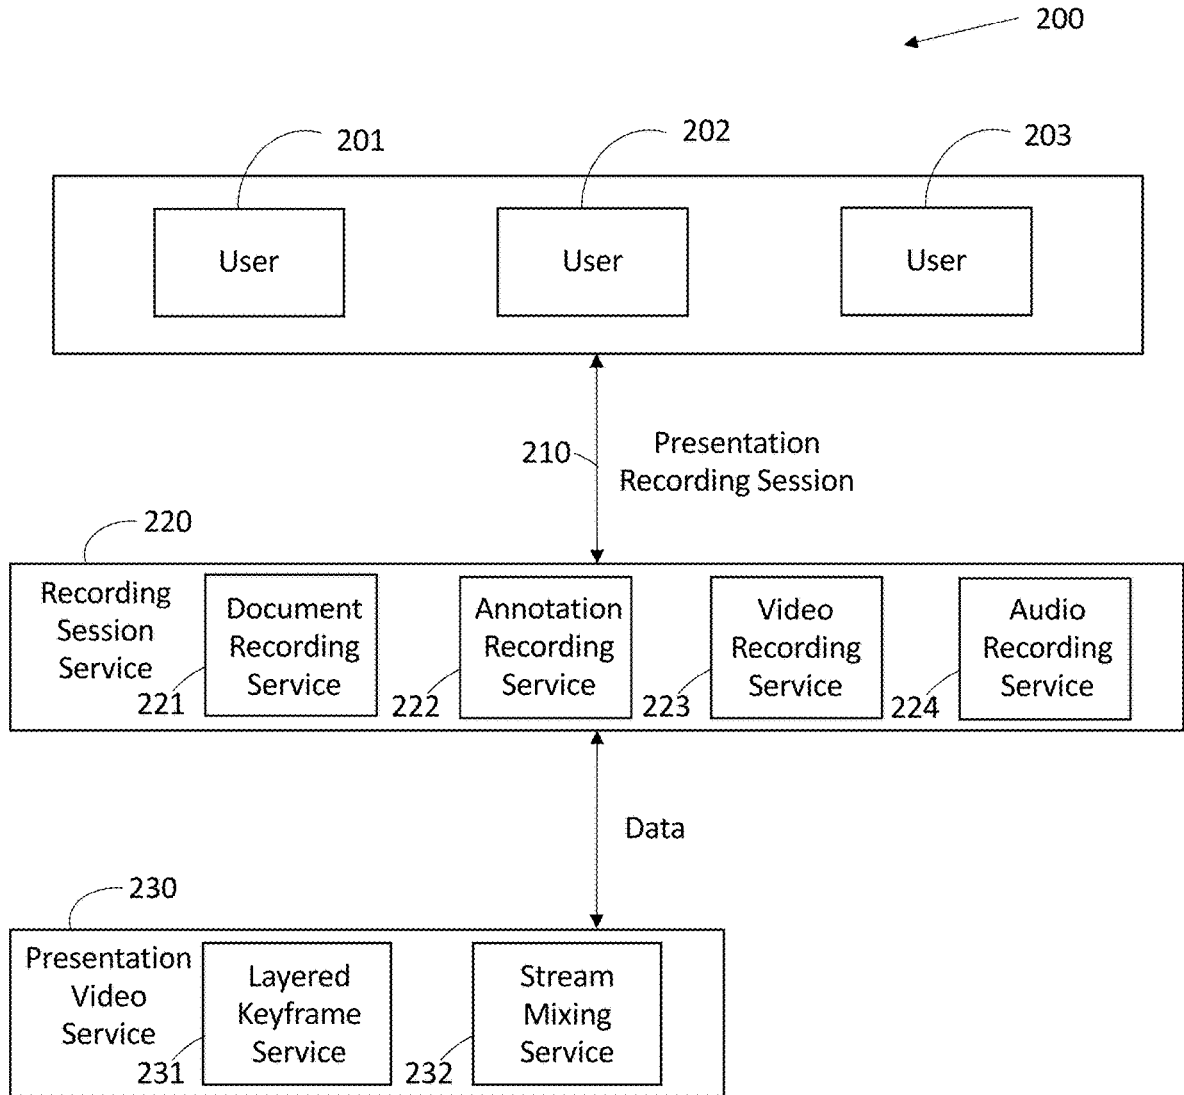 200
201
202
203
User
User
User
210
Presentation
Recording Session
220
Recording
Session
Service
221
Document
Recording
Service
222
Annotation
Recording
Service
223
Video
Recording
Service
224
Audio
Recording
Service
Data
230
Presentation
Video
Service
231
Layered
Keyframe
Service
232
Stream
Mixing
Service